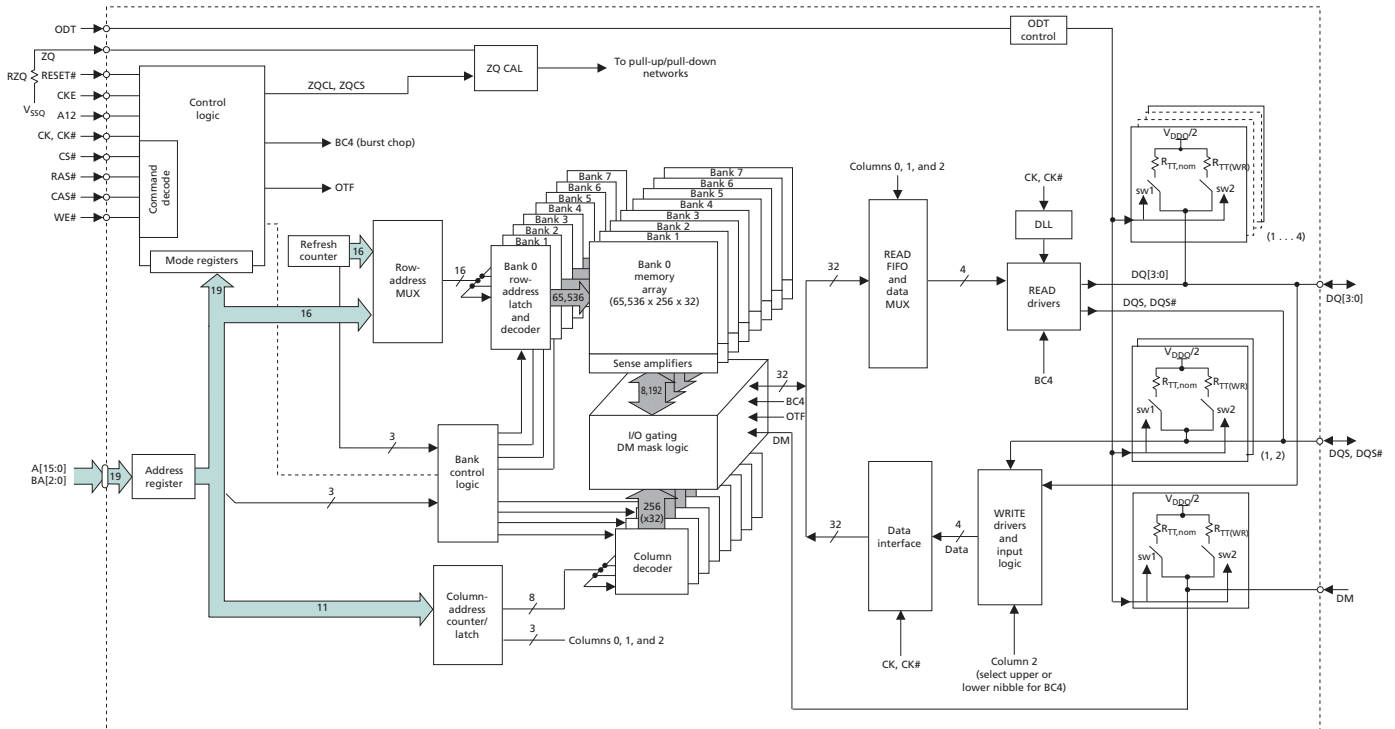 ODT
ODT
control
ZQ
RZQ
RESET#
ZQ CAL
To pull-up/pull-down
networks
CKE
Control
logic
ZQCL, ZQCS
VSSQ
A12
CK, CK#
BC4 (burst chop)
CS#
RAS#
Command
decode
OTF
CAS#
WE#
Mode registers
VDDQ/2
RTT,nom
RTT(WR)
sw1
sw2
(1 . . . 4)
Columns 0, 1, and 2
CK, CK#
DLL
Bank 7
Bank 6
Bank 5
Bank 4
Bank 3
Bank 2
Bank 1
Bank 7
Bank 6
Bank 5
Bank 4
Bank 3
Bank 2
Bank 1
Refresh
counter
16
Row-
address
MUX
16
Bank 0
row-
address
latch
and
decoder
65,536
Bank 0
memory
array
(65,536 x 256 x 32)
32
READ
FIFO
and
data
MUX
4
READ
drivers
DQ[3:0]
DQ[3:0]
DQS, DQS#
19
16
Sense amplifiers
8,192
32
BC4
OTF
DM
BC4
VDDQ/2
RTT,nom
RTT(WR)
sw1
sw2
(1, 2)
DQS, DQS#
I/O gating
DM mask logic
3
Bank
control
logic
3
A[15:0]
BA[2:0]
19
Address
register
256
(x32)
Column
decoder
32
Data
interface
4
Data
WRITE
drivers
and
input
logic
VDDQ/2
RTT,nom
RTT(WR)
sw1
sw2
DM
11
Column-
address
counter/
latch
8
3
Columns 0, 1, and 2
CK, CK#
Column 2
(select upper or
lower nibble for BC4)